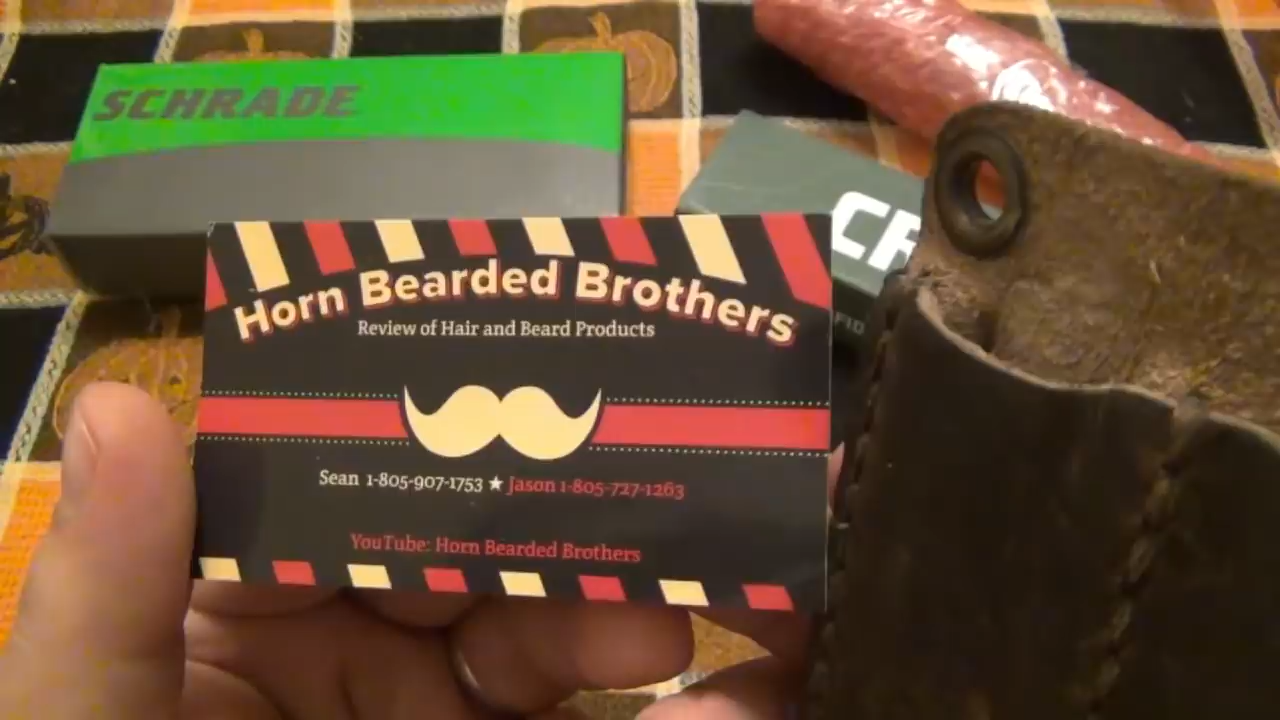 SCHRADE
CR
Horn Bearded Brothers
Review of Hair and Beard Products
Sean 1-805-907-1753 ★ Jason 1-805-727-1263
YouTube: Horn Bearded Brothers